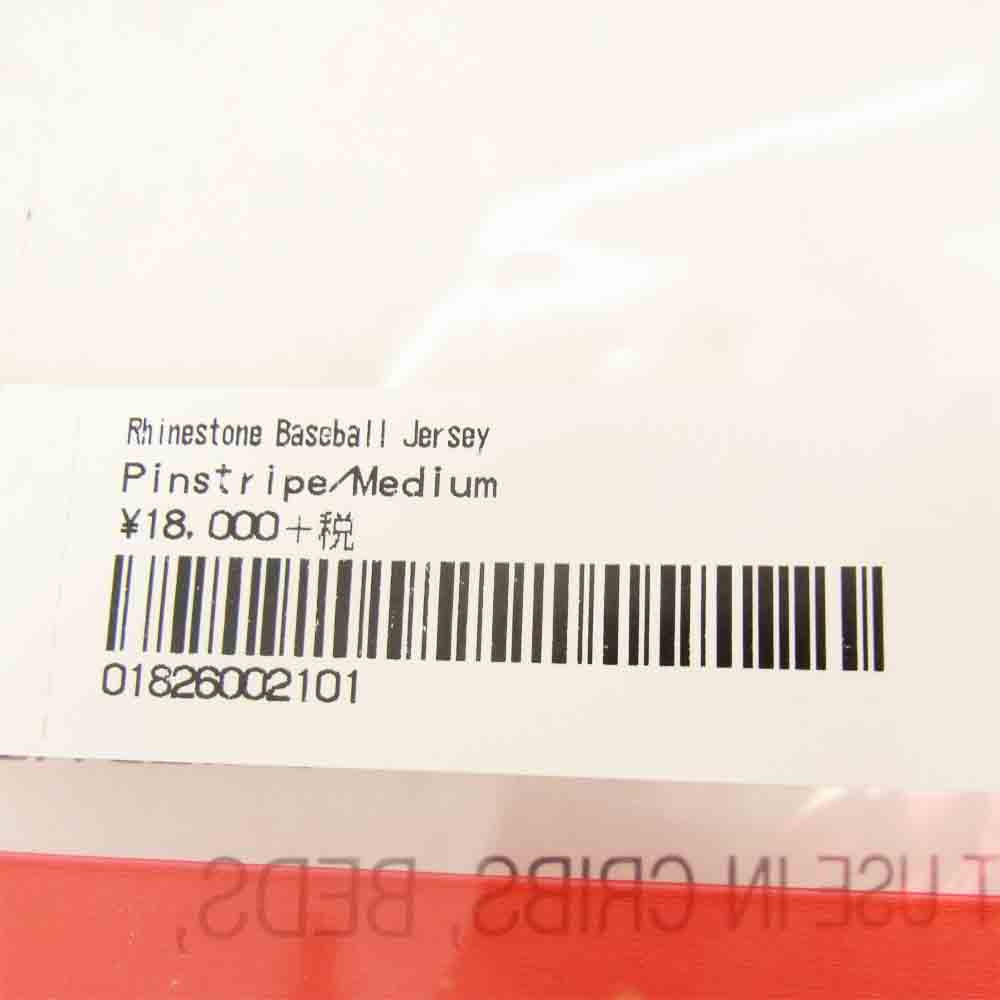 Rhinestone Baseball Jersey
Pinstripe/Medium
¥18,000+税
01826002101
T USE IN CRIBS, BEDS,